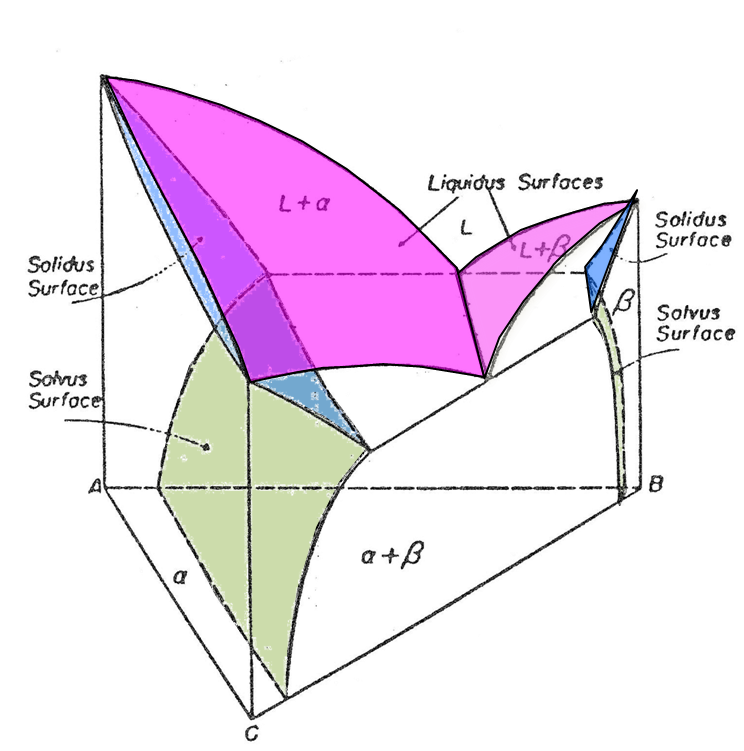 Liquidus Surfaces
L+α
L
L+β
Solidus
Surface
Solidus
Surface
β
Solvus
Surface
Solvus
Surface
A
B
α
α+β
C